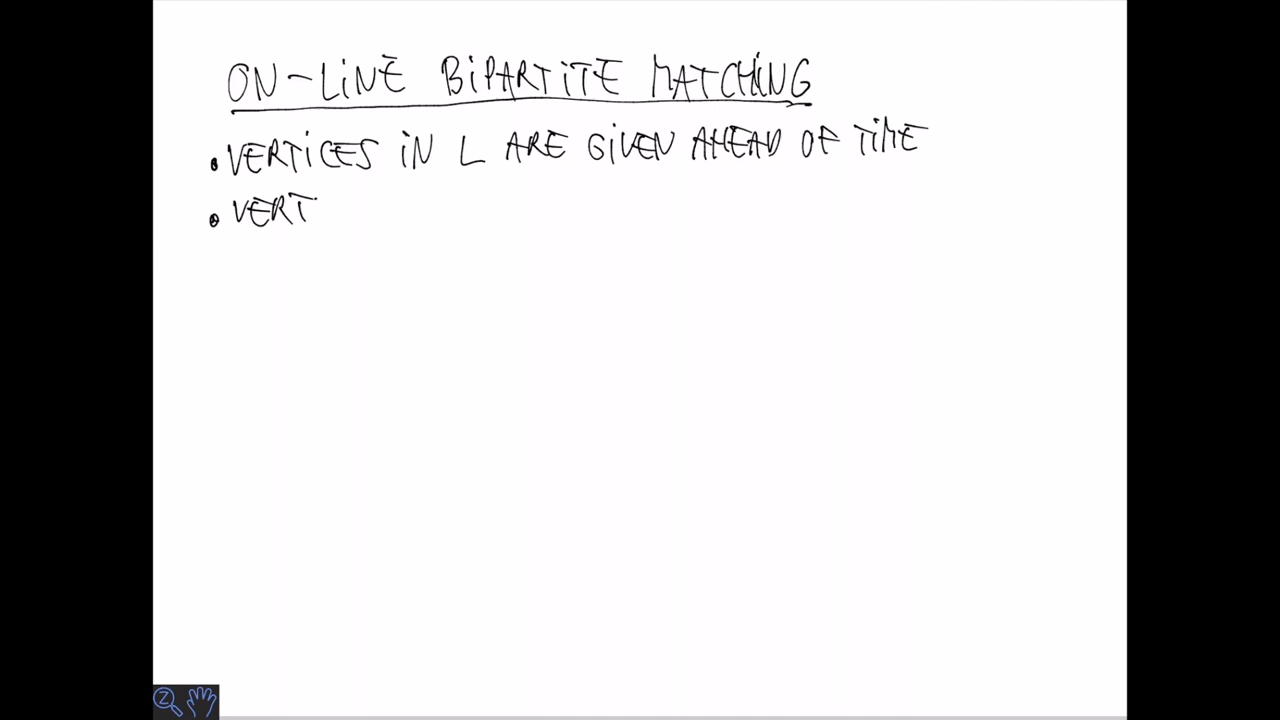 ON-LINE BIPARTITE MATCHING
• VERTICES IN L ARE GIVEN AHEAD OF TIME
• VERT
Z